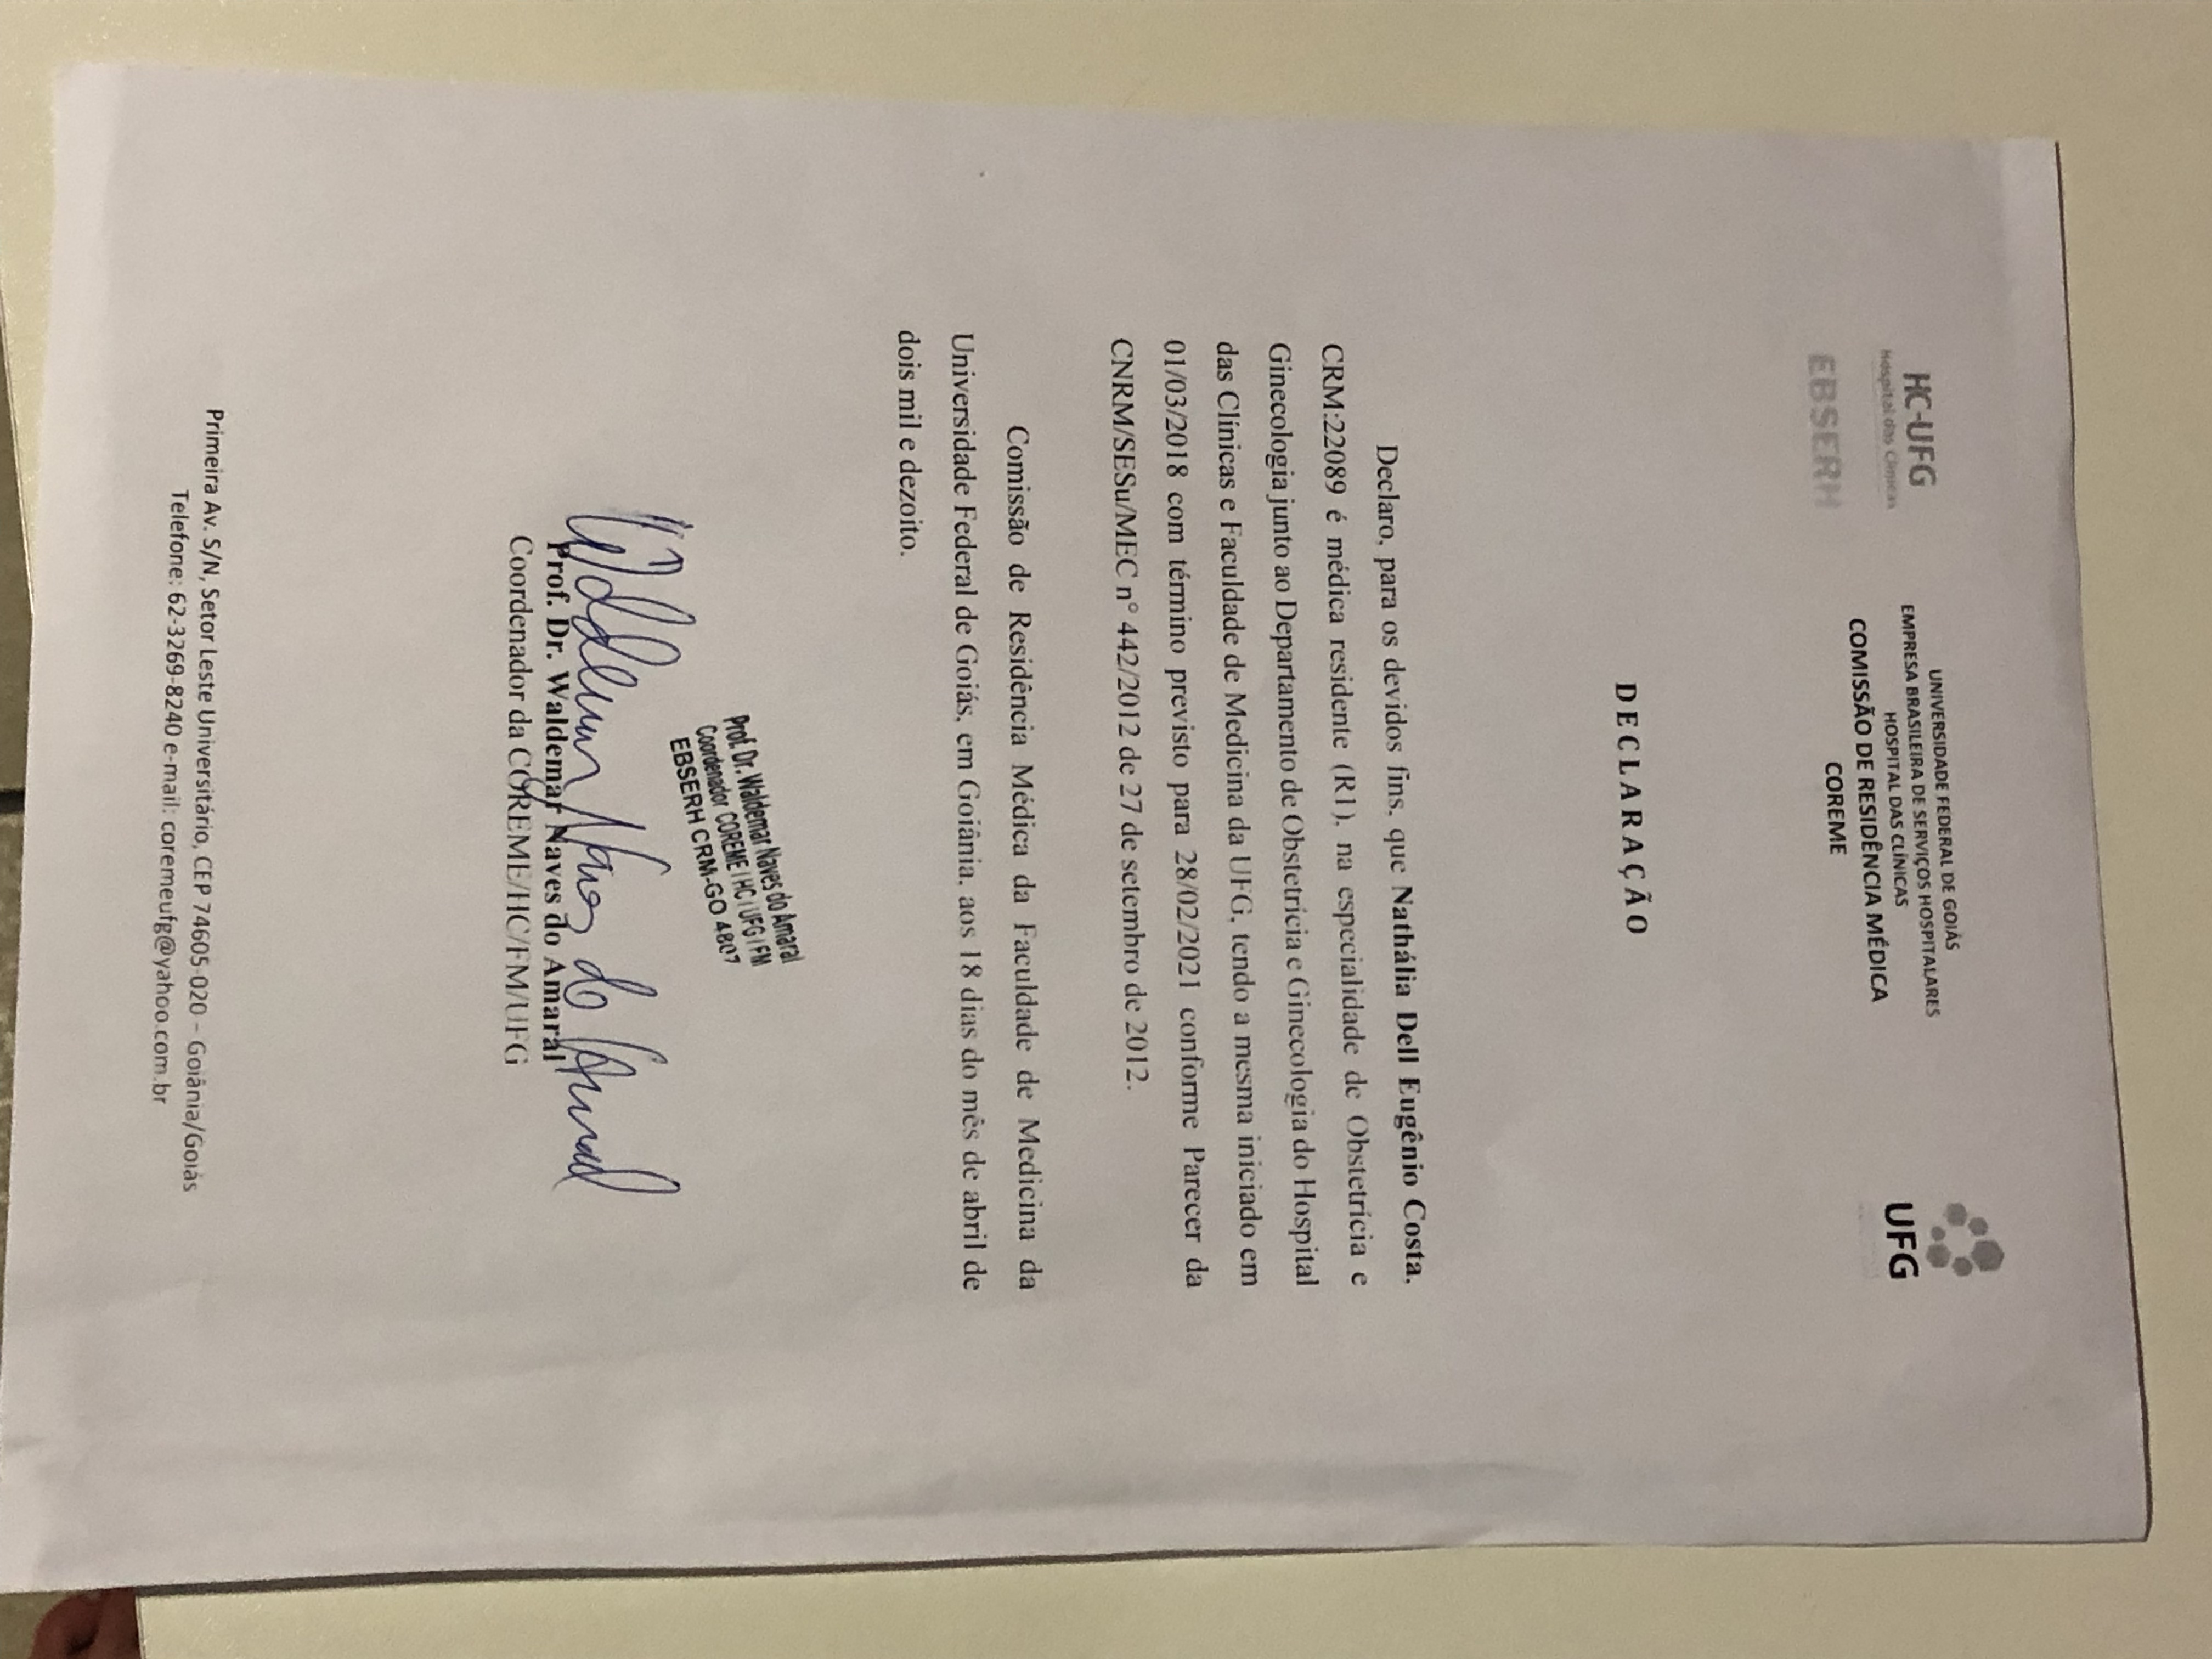 HC-UFG
Hospital das Clínicas
EBSERH
UNIVERSIDADE FEDERAL DE GOIÁS
EMPRESA BRASILEIRA DE SERVIÇOS HOSPITALARES
HOSPITAL DAS CLÍNICAS
COMISSÃO DE RESIDÊNCIA MÉDICA
COREME
UFG
DECLARAÇÃO
Declaro, para os devidos fins, que Nathália Dell Eugênio Costa,
CRM:22089 é médica residente (R1), na especialidade de Obstetrícia e
Ginecologia junto ao Departamento de Obstetrícia e Ginecologia do Hospital
das Clinicas e Faculdade de Medicina da UFG, tendo a mesma iniciado em
01/03/2018 com término previsto para 28/02/2021 conforme Parecer da
CNRM/SESu/MEC nº 442/2012 de 27 de setembro de 2012.
Comissão de Residência Médica da Faculdade de Medicina da
Universidade Federal de Goiás, em Goiânia, aos 18 dias do mês de abril de
dois mil e dezoito.
Prof. Dr. Waldemar Naves do Amaral
Coordenador COREME / HC / UFG / FM
EBSERH CRM-GO 4807
Waldemar Naves do Amaral
Prof. Dr. Waldemar Naves do Amaral
Coordenador da COREME/HC/FM/UFG
Primeira Av. S/N, Setor Leste Universitário, CEP 74605-020 – Goiânia/Goiás
Telefone: 62-3269-8240 e-mail: coremeufg@yahoo.com.br